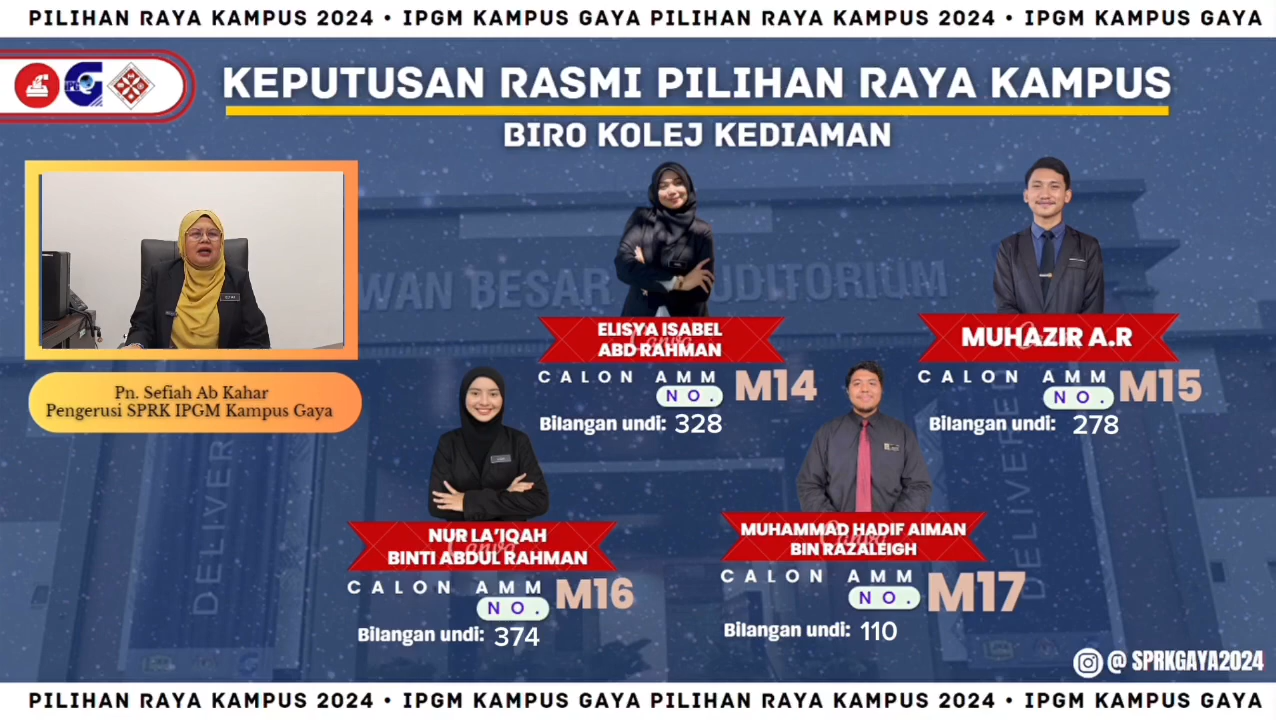 PILIHAN RAYA KAMPUS 2024 • IPGM KAMPUS GAYA PILIHAN RAYA KAMPUS 2024 • IPGM KAMPUS GAYA
KEPUTUSAN RASMI PILIHAN RAYA KAMPUS
BIRO KOLEJ KEDIAMAN
WAN BESAR AUDITORIUM
Pn. Sefiah Ab Kahar
Pengerusi SPRK IPGM Kampus Gaya
ELISYA ISABEL
ABD RAHMAN
CALON AMM
NO. M14
Bilangan undi: 328
MUHAZIR A.R
CALON AMM
NO. M15
Bilangan undi: 278
NUR LA'IQAH
BINTI ABDUL RAHMAN
CALON AMM
NO. M16
Bilangan undi: 374
MUHAMMAD HADIF AIMAN
BIN RAZALEIGH
CALON AMM
NO. M17
Bilangan undi: 110
Canva
DELIVER
DELIVERED
@ SPRKGAYA2024
PILIHAN RAYA KAMPUS 2024 • IPGM KAMPUS GAYA PILIHAN RAYA KAMPUS 2024 • IPGM KAMPUS GAYA